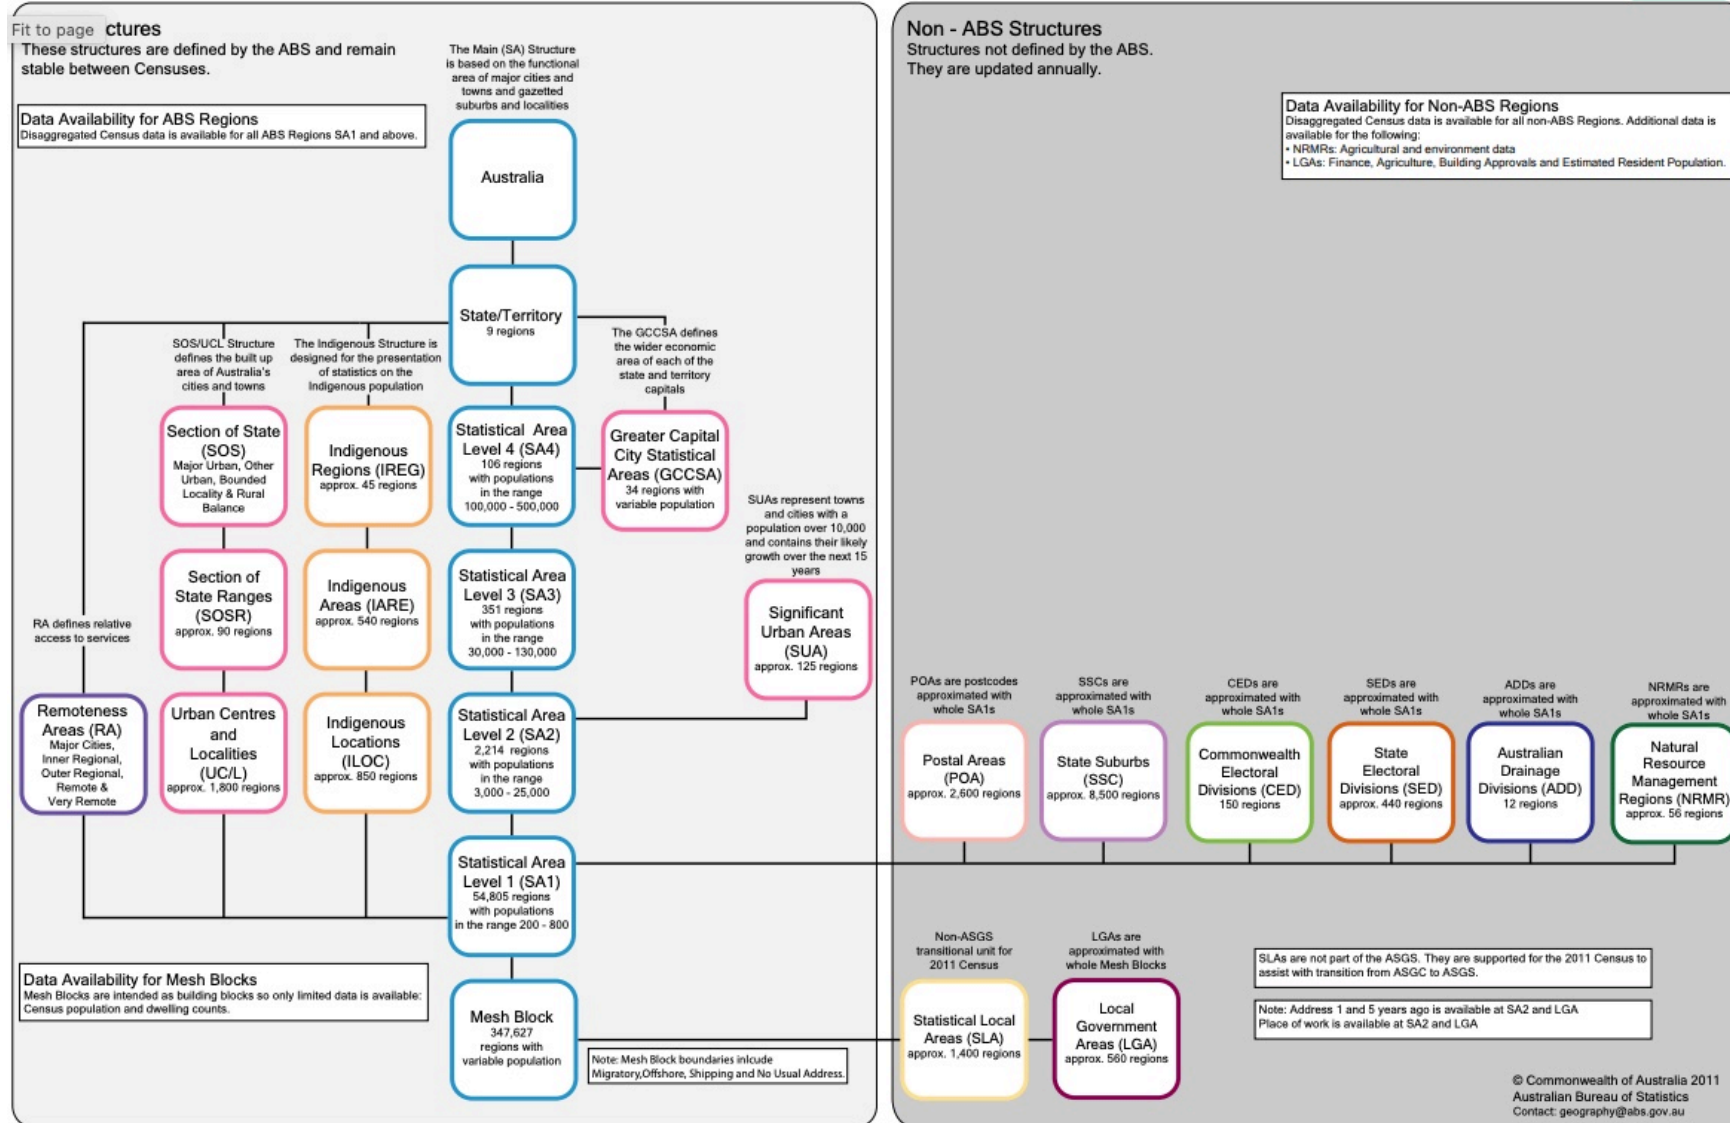 Fit to page
ctures
These structures are defined by the ABS and remain
stable between Censuses.
Data Availability for ABS Regions
Disaggregated Census data is available for all ABS Regions SA1 and above.
The Main (SA) Structure
is based on the functional
area of major cities and
towns and gazetted
suburbs and localities
Australia
State/Territory
9 regions
SOS/UCL Structure
defines the built up
area of Australia's
cities and towns
The Indigenous Structure is
designed for the presentation
of statistics on the
Indigenous population
The GCCSA defines
the wider economic
area of each of the
state and territory
capitals
Section of State
(SOS)
Major Urban, Other
Urban, Bounded
Locality & Rural
Balance
Indigenous
Regions (IREG)
approx. 45 regions
Statistical Area
Level 4 (SA4)
106 regions
with populations
in the range
100,000 - 500,000
Greater Capital
City Statistical
Areas (GCCSA)
34 regions with
variable population
SUAs represent towns
and cities with a
population over 10,000
and contains their likely
growth over the next 15
years
Section of
State Ranges
(SOSR)
approx. 90 regions
Indigenous
Areas (IARE)
approx. 540 regions
Statistical Area
Level 3 (SA3)
351 regions
with populations
in the range
30,000 - 130,000
Significant
Urban Areas
(SUA)
approx. 125 regions
RA defines relative
access to services
Remoteness
Areas (RA)
Major Cities,
Inner Regional,
Outer Regional,
Remote &
Very Remote
Urban Centres
and
Localities
(UC/L)
approx. 1,800 regions
Indigenous
Locations
(ILOC)
approx. 850 regions
Statistical Area
Level 2 (SA2)
2,214 regions
with populations
in the range
3,000 - 25,000
Statistical Area
Level 1 (SA1)
54,805 regions
with populations
in the range 200 - 800
Data Availability for Mesh Blocks
Mesh Blocks are intended as building blocks so only limited data is available:
Census population and dwelling counts.
Mesh Block
347,627
regions with
variable population
Note: Mesh Block boundaries inlcude
Migratory,Offshore, Shipping and No Usual Address.
Non - ABS Structures
Structures not defined by the ABS.
They are updated annually.
Data Availability for Non-ABS Regions
Disaggregated Census data is available for all non-ABS Regions. Additional data is
available for the following:
• NRMRs: Agricultural and environment data
• LGAs: Finance, Agriculture, Building Approvals and Estimated Resident Population.
POAs are postcodes
approximated with
whole SA1s
Postal Areas
(POA)
approx. 2,600 regions
SSCs are
approximated with
whole SA1s
State Suburbs
(SSC)
approx. 8,500 regions
CEDs are
approximated with
whole SA1s
Commonwealth
Electoral
Divisions (CED)
150 regions
SEDs are
approximated with
whole SA1s
State
Electoral
Divisions (SED)
approx. 440 regions
ADDs are
approximated with
whole SA1s
Australian
Drainage
Divisions (ADD)
12 regions
NRMRs are
approximated with
whole SA1s
Natural
Resource
Management
Regions (NRMR)
approx. 56 regions
Non-ASGS
transitional unit for
2011 Census
Statistical Local
Areas (SLA)
approx. 1,400 regions
LGAs are
approximated with
whole Mesh Blocks
Local
Government
Areas (LGA)
approx. 560 regions
SLAs are not part of the ASGS. They are supported for the 2011 Census to
assist with transition from ASGC to ASGS.
Note: Address 1 and 5 years ago is available at SA2 and LGA
Place of work is available at SA2 and LGA
© Commonwealth of Australia 2011
Australian Bureau of Statistics
Contact: geography@abs.gov.au